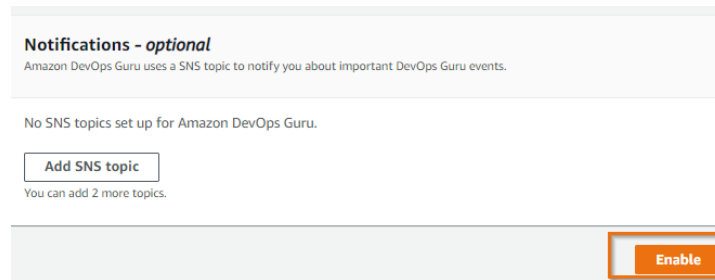 Notifications - optional
Amazon DevOps Guru uses a SNS topic to notify you about important DevOps Guru events.
No SNS topics set up for Amazon DevOps Guru.
Add SNS topic
You can add 2 more topics.
Enable